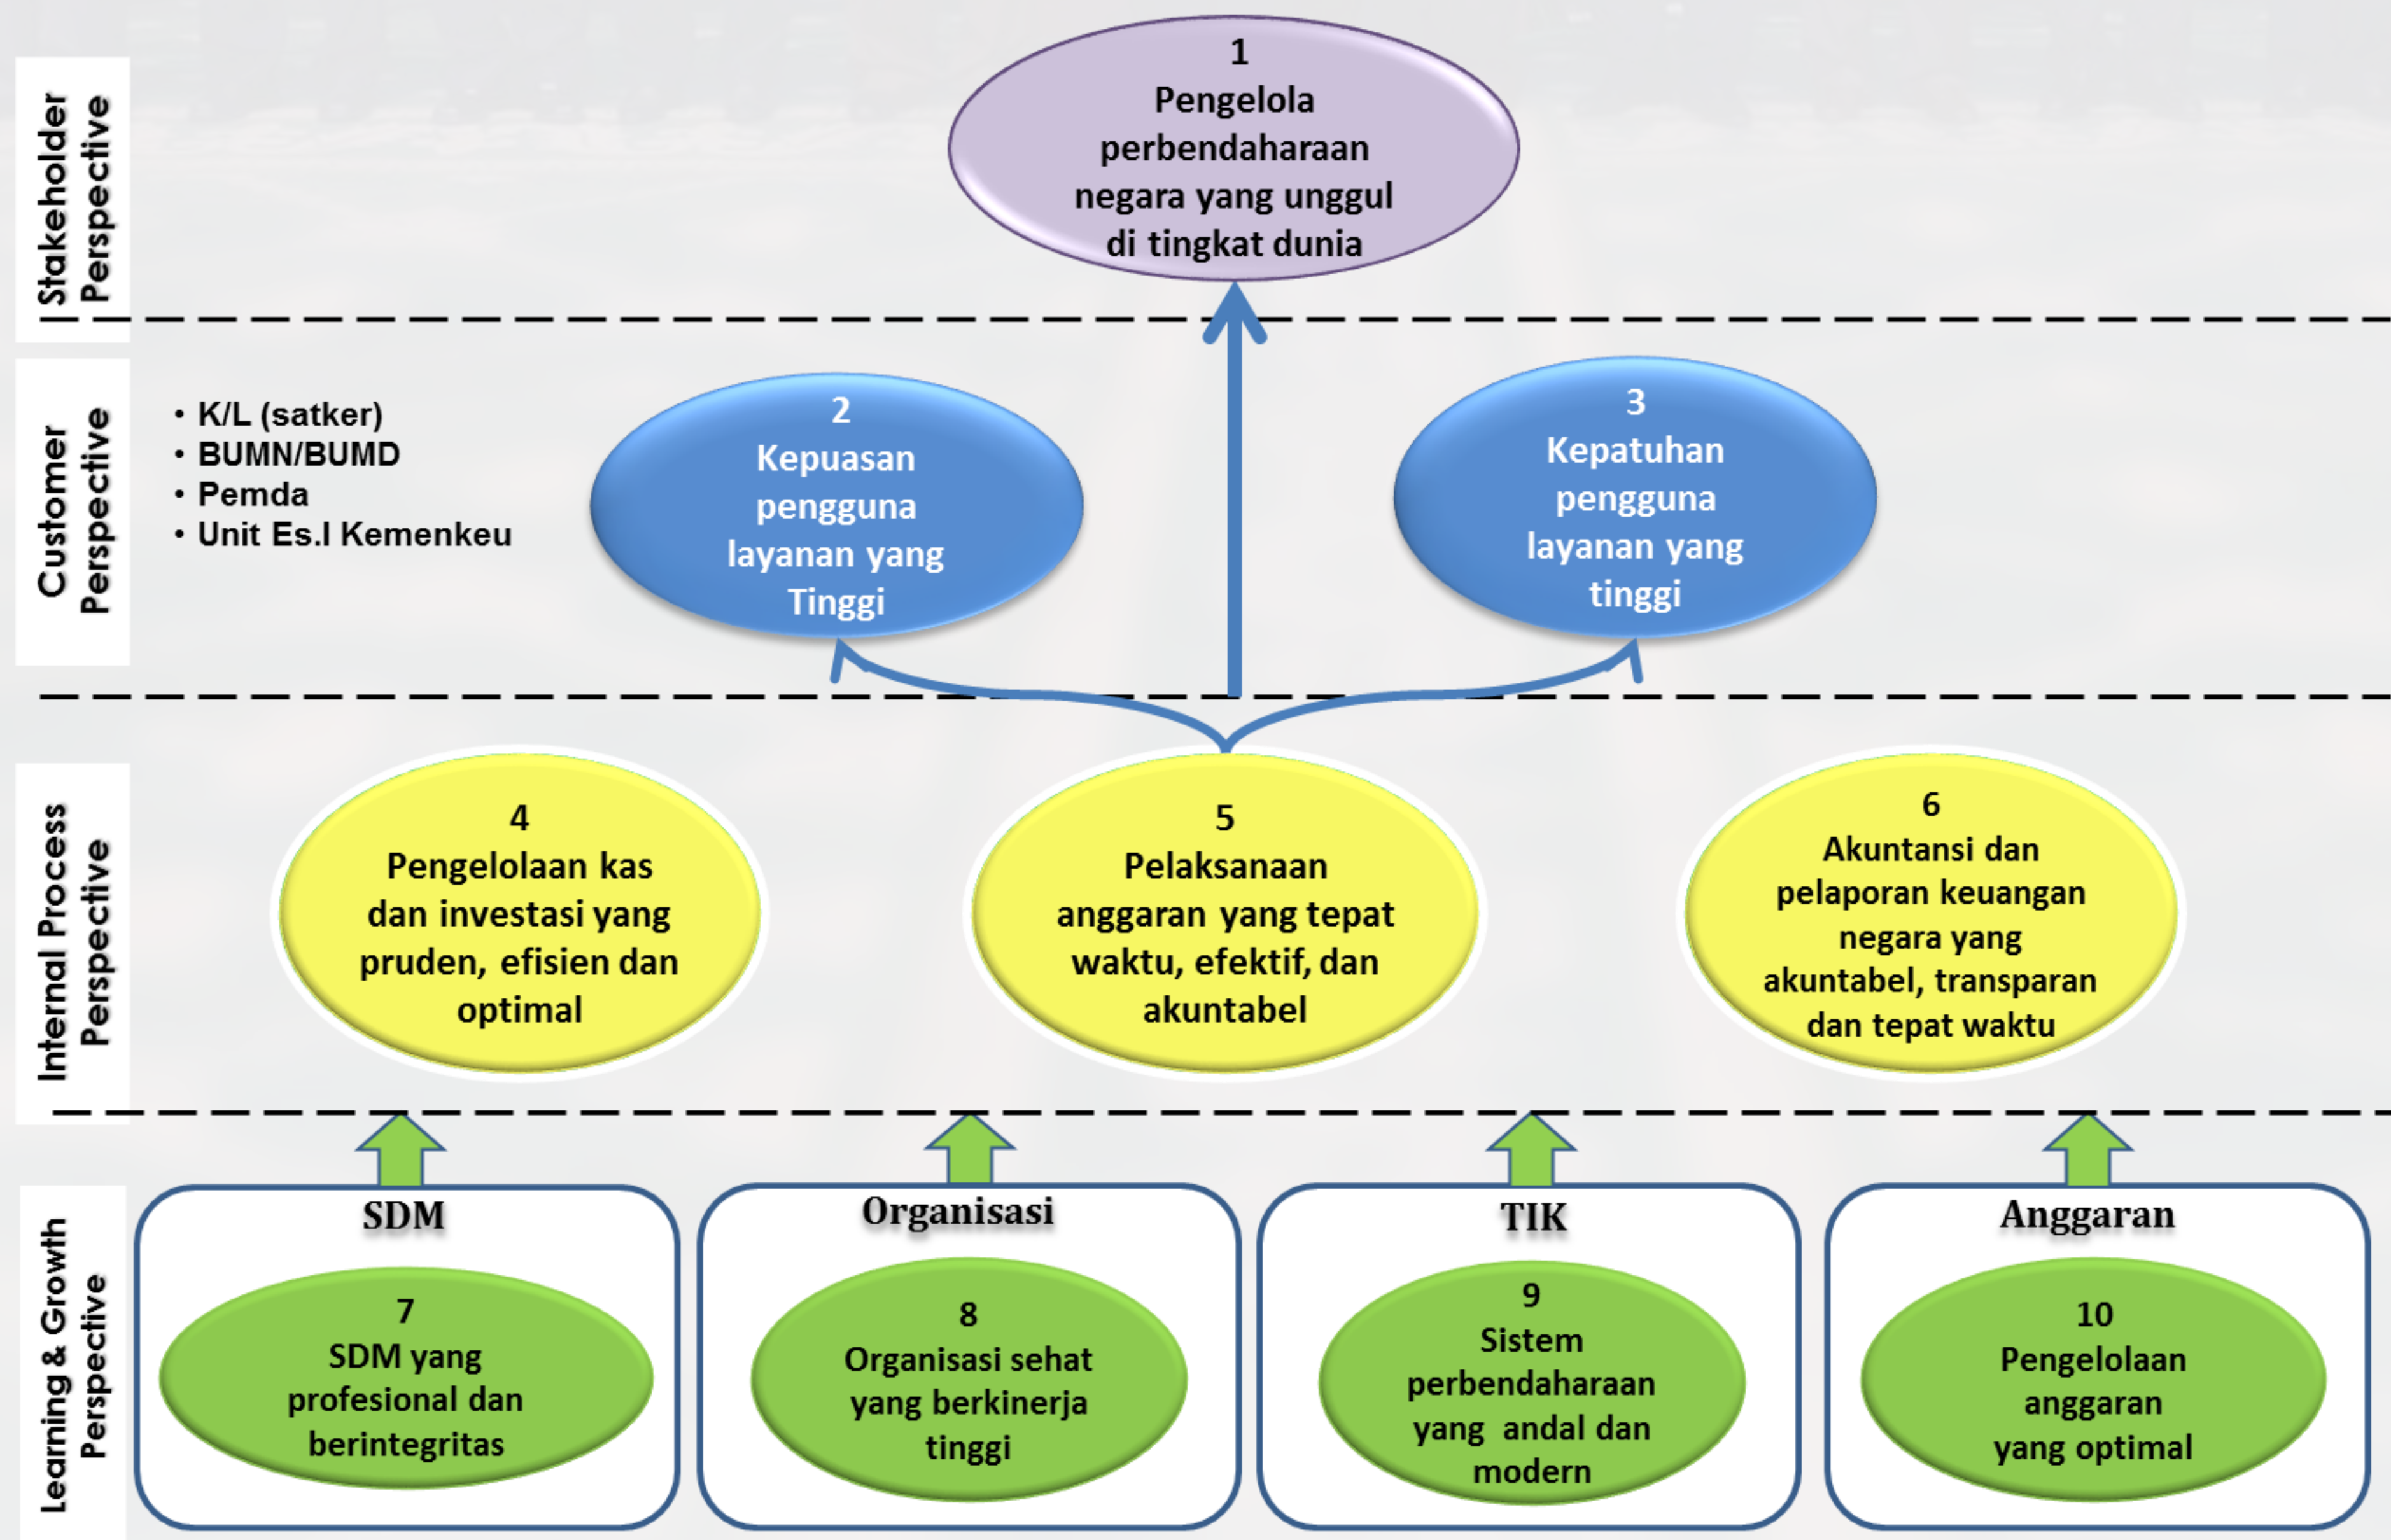 Stakeholder
Perspective
1
Pengelola
perbendaharaan
negara yang unggul
di tingkat dunia
Customer
Perspective
• K/L (satker)
• BUMN/BUMD
• Pemda
• Unit Es.I Kemenkeu
2
Kepuasan
pengguna
layanan yang
Tinggi
3
Kepatuhan
pengguna
layanan yang
tinggi
Internal Process
Perspective
4
Pengelolaan kas
dan investasi yang
pruden, efisien dan
optimal
5
Pelaksanaan
anggaran yang tepat
waktu, efektif, dan
akuntabel
6
Akuntansi dan
pelaporan keuangan
negara yang
akuntabel, transparan
dan tepat waktu
Learning & Growth
Perspective
SDM
7
SDM yang
profesional dan
berintegritas
Organisasi
8
Organisasi sehat
yang berkinerja
tinggi
TIK
9
Sistem
perbendaharaan
yang andal dan
modern
Anggaran
10
Pengelolaan
anggaran
yang optimal